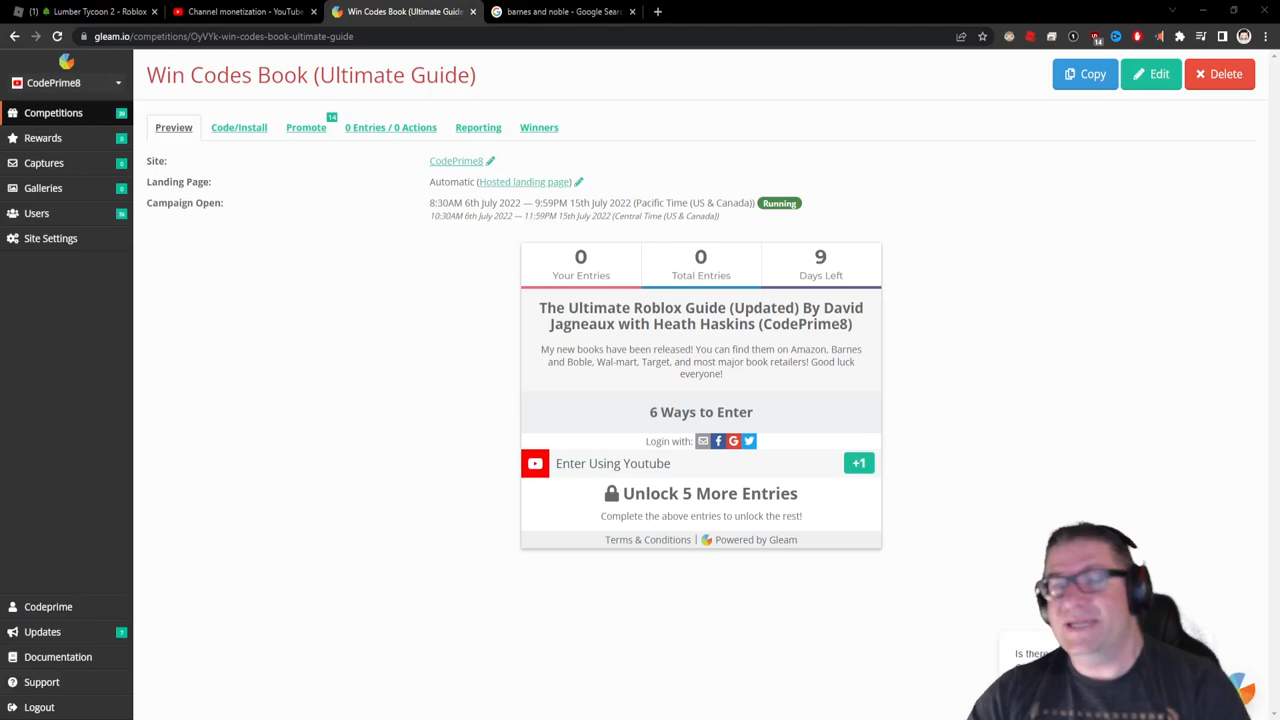 Lumber Tycoon 2 - Roblox
Channel monetization - YouTube
Win Codes Book (Ultimate Guide)
barnes and noble - Google Search
gleam.io/competitions/OyVYk-win-codes-book-ultimate-guide
14
CodePrime8
Competitions
Rewards 0
Captures 0
Galleries 0
Users
Site Settings
Codeprime
Updates 7
Documentation
Support
Logout
Win Codes Book (Ultimate Guide)
Copy
Edit
Delete
Preview
Code/Install
Promote
14
0 Entries / 0 Actions
Reporting
Winners
Site:
CodePrime8
Landing Page:
Automatic (Hosted landing page)
Campaign Open:
8:30AM 6th July 2022 — 9:59PM 15th July 2022 (Pacific Time (US & Canada)) Running
10:30AM 6th July 2022 — 11:59PM 15th July 2022 (Central Time (US & Canada))
0
Your Entries
0
Total Entries
9
Days Left
The Ultimate Roblox Guide (Updated) By David
Jagneaux with Heath Haskins (CodePrime8)
My new books have been released! You can find them on Amazon, Barnes
and Boble, Wal-mart, Target, and most major book retailers! Good luck
everyone!
6 Ways to Enter
Login with:
Enter Using Youtube
+1
Unlock 5 More Entries
Complete the above entries to unlock the rest!
Terms & Conditions | Powered by Gleam
Is there